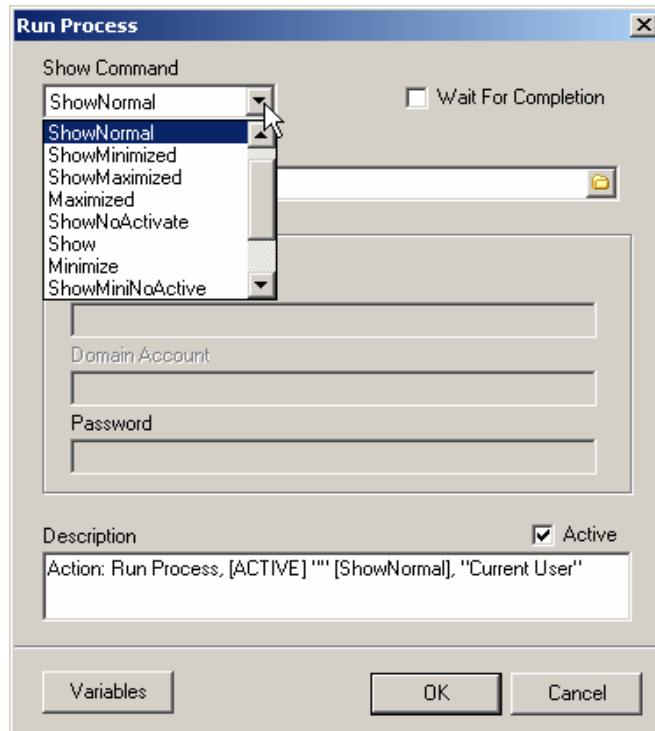 Run Process
Show Command
ShowNormal
Wait For Completion
ShowNormal
ShowMinimized
ShowMaximized
Maximized
ShowNoActivate
Show
Minimize
ShowMiniNoActive
Domain Account
Password
Description
Active
Action: Run Process, [ACTIVE] "" [ShowNormal], "Current User"
Variables
OK
Cancel